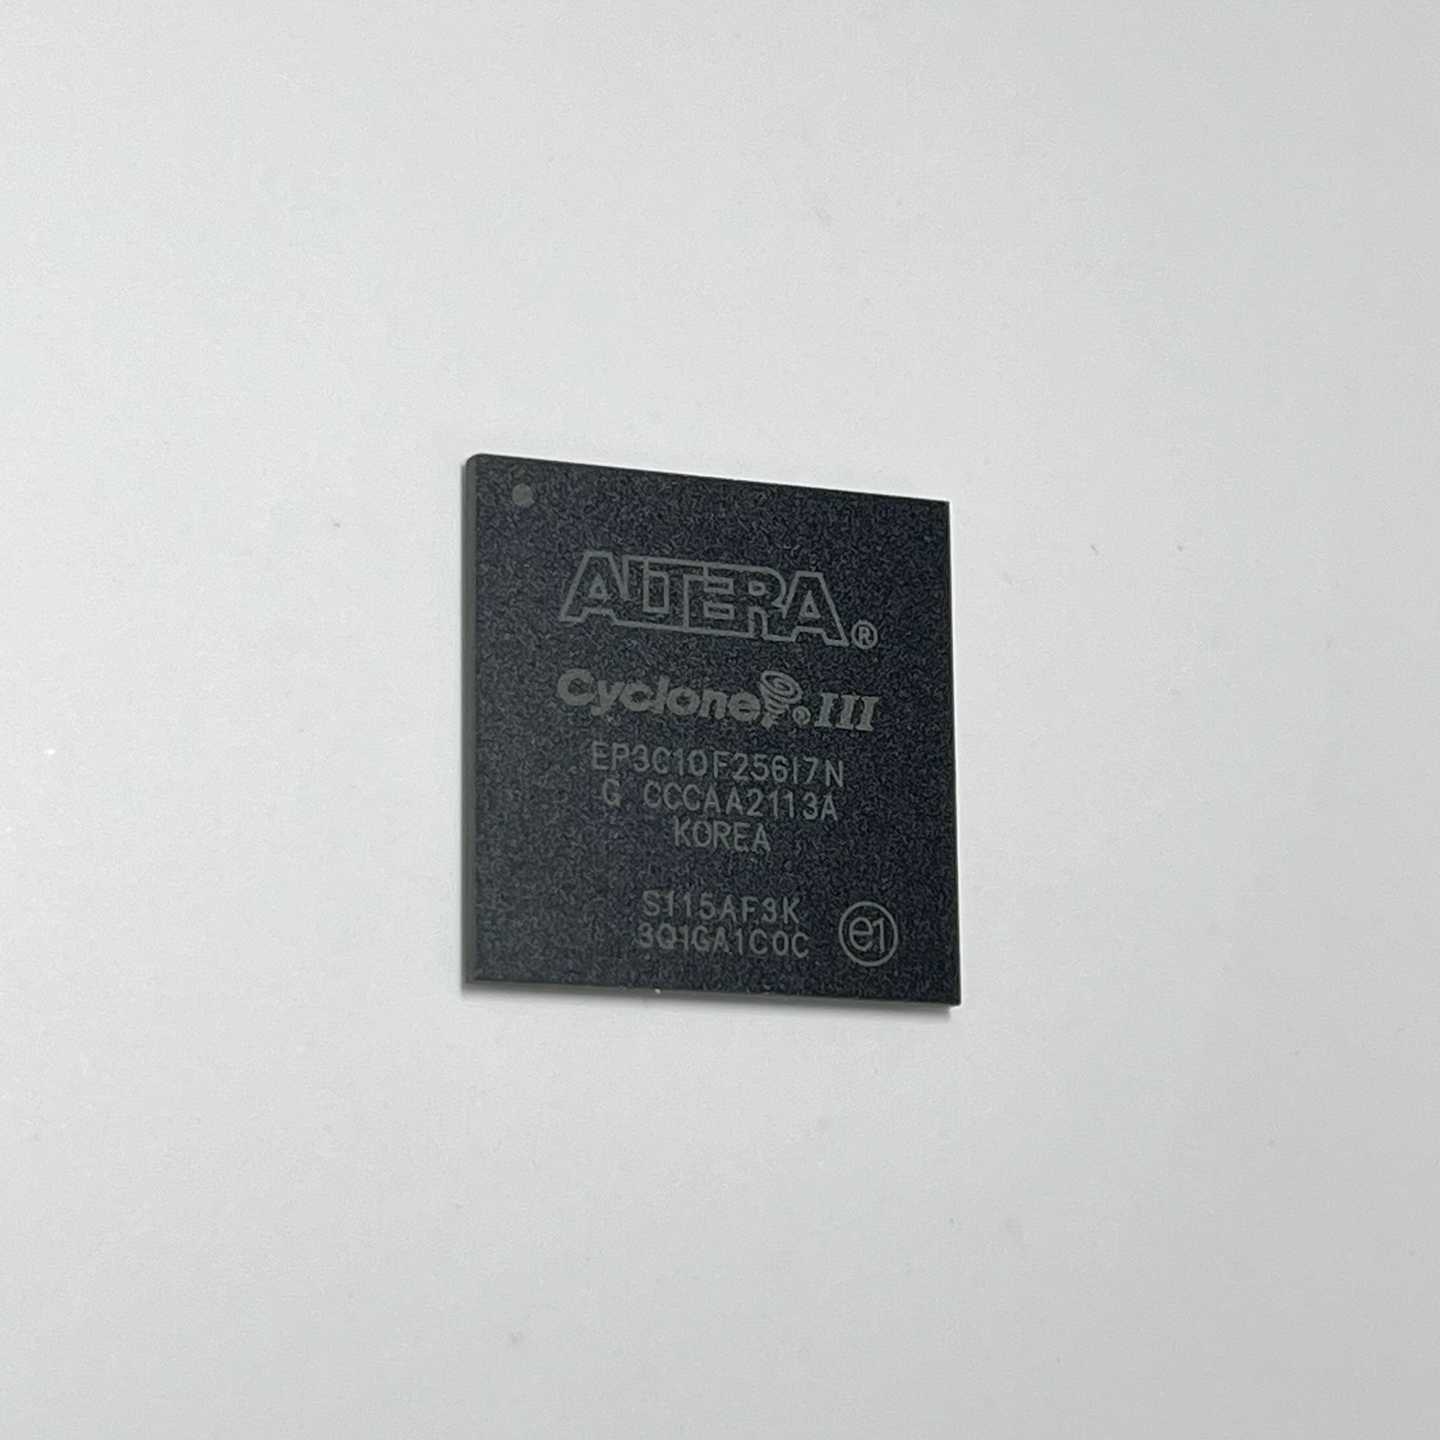 ALTERA®
Cyclone® III
EP3C10F256I7N
G CCCAA2113A
KOREA
S115AF3K
3Q1GA1C0C
e1